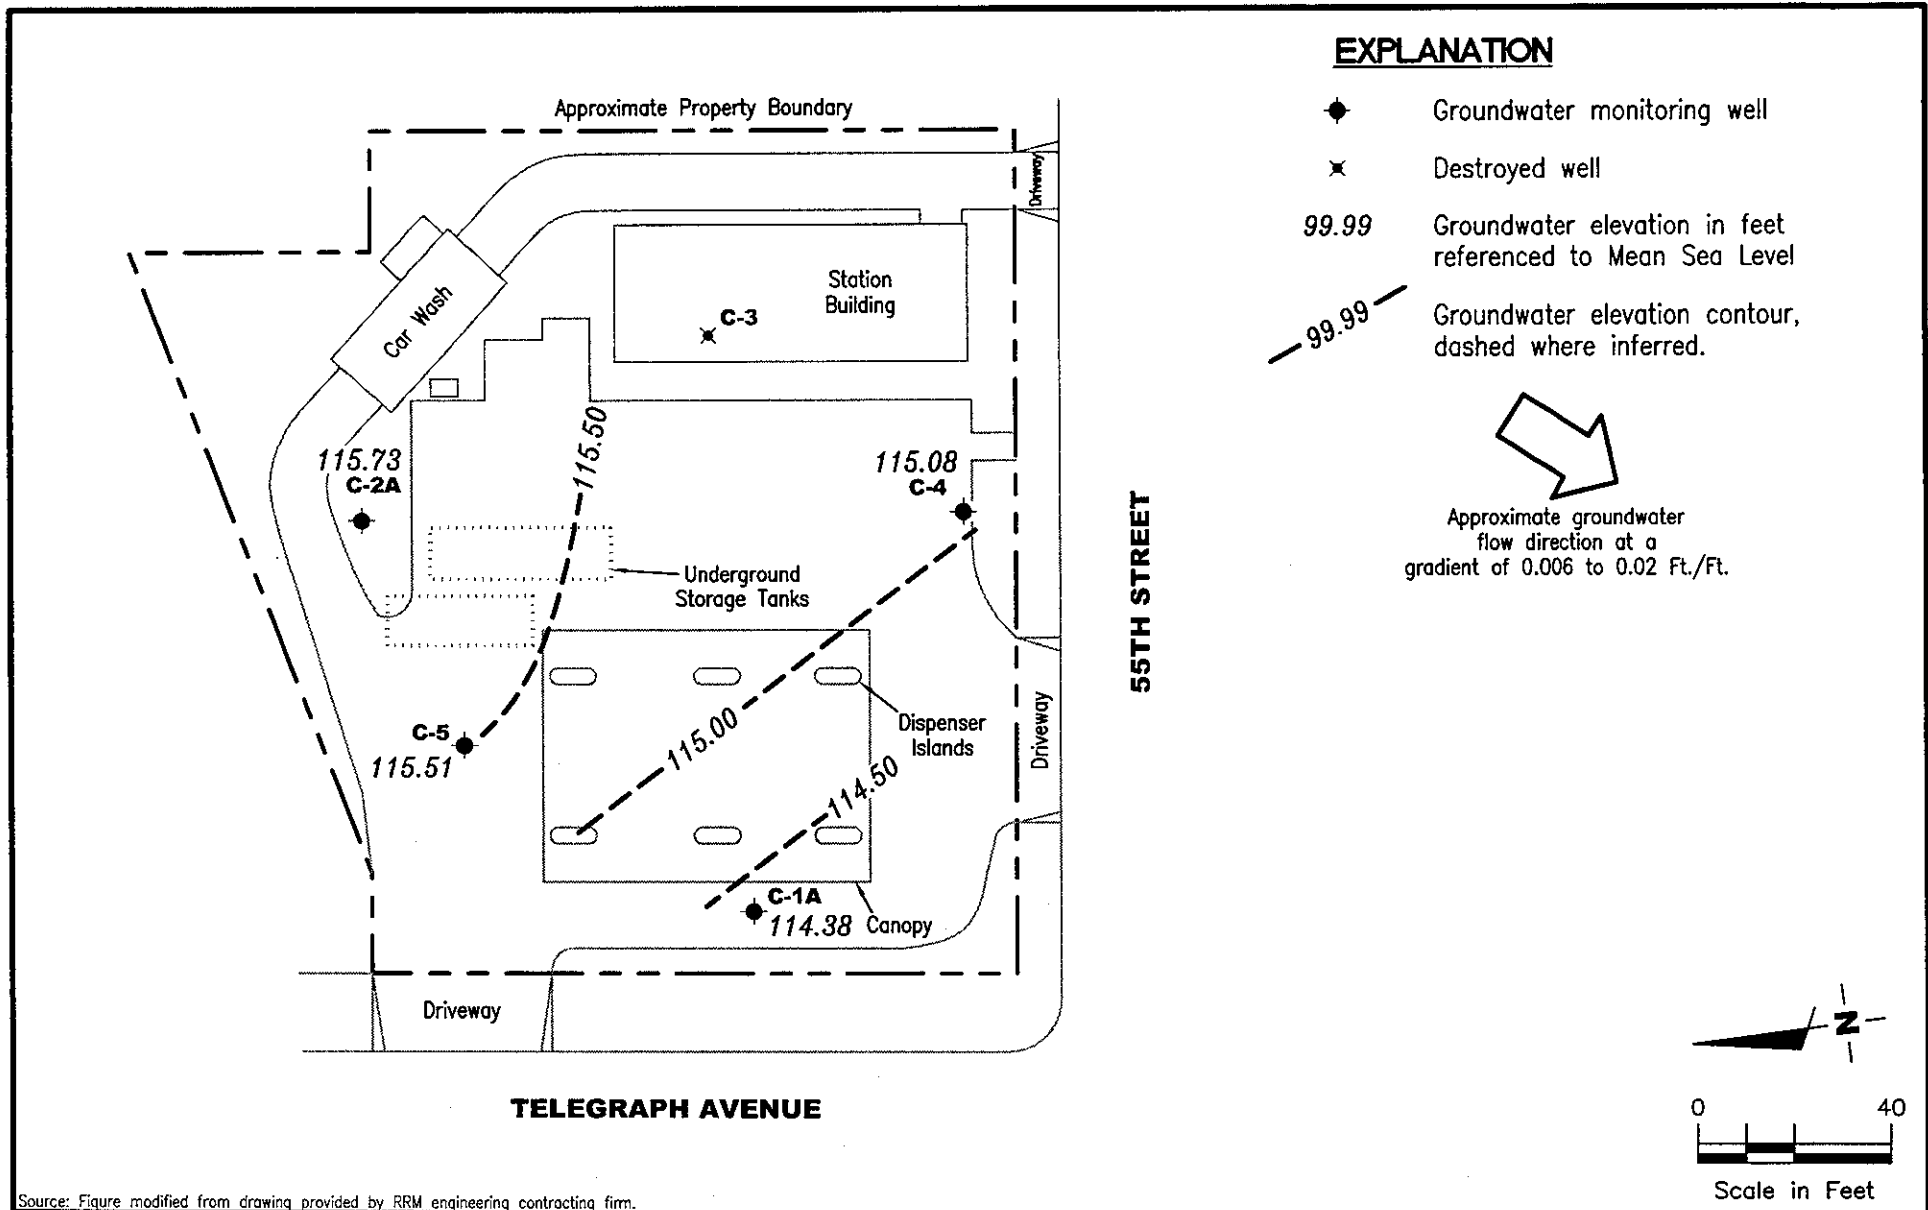 EXPLANATION
Groundwater monitoring well
Destroyed well
99.99
Groundwater elevation in feet
referenced to Mean Sea Level
99.99
Groundwater elevation contour,
dashed where inferred.
Approximate groundwater
flow direction at a
gradient of 0.006 to 0.02 Ft./Ft.
Approximate Property Boundary
Driveway
Station
Building
C-3
Car Wash
115.50
115.73
C-2A
115.08
C-4
Underground
Storage Tanks
55TH STREET
C-5
115.51
115.00
Dispenser
Islands
Driveway
114.50
C-1A
114.38
Canopy
Driveway
TELEGRAPH AVENUE
N
0 40
Scale in Feet
Source: Figure modified from drawing provided by RRM engineering contracting firm.